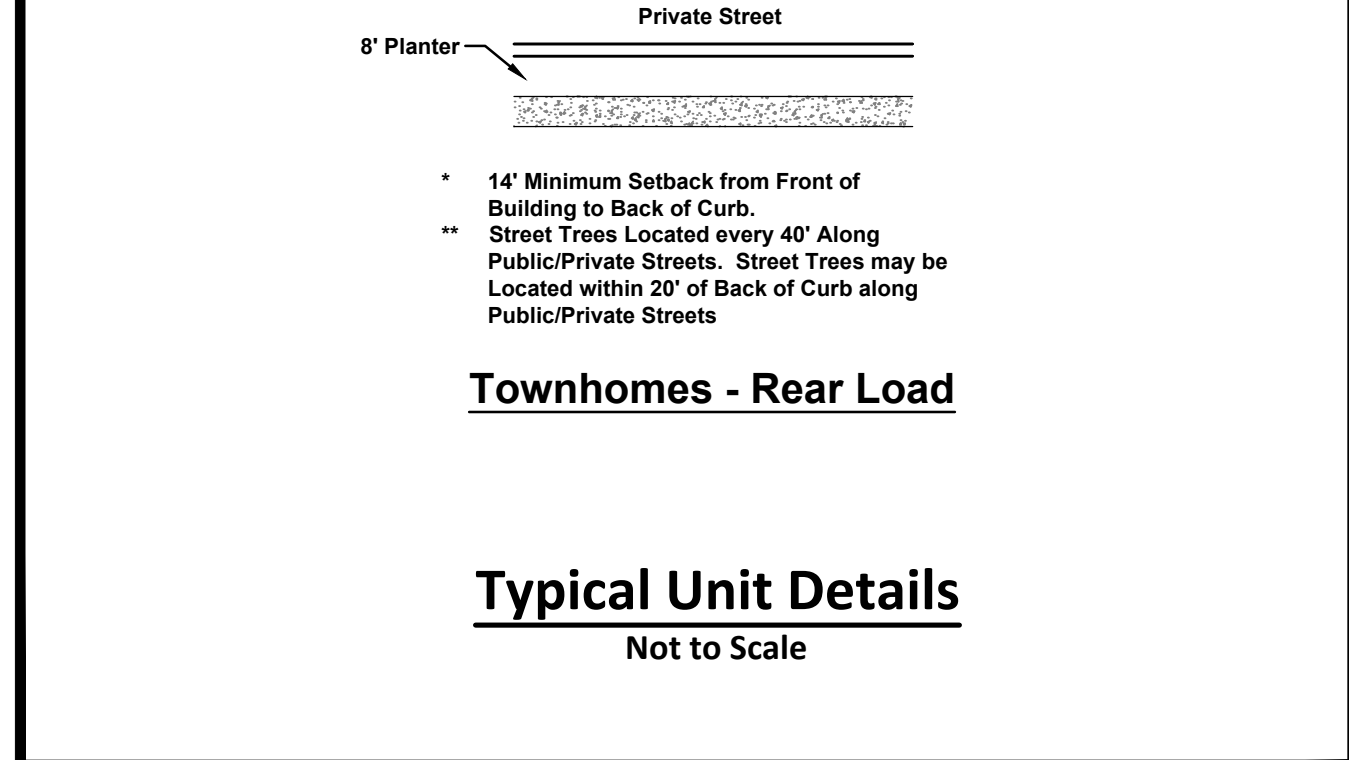 Private Street
8' Planter
* 14' Minimum Setback from Front of
Building to Back of Curb.
** Street Trees Located every 40' Along
Public/Private Streets. Street Trees may be
Located within 20' of Back of Curb along
Public/Private Streets
Townhomes - Rear Load
Typical Unit Details
Not to Scale